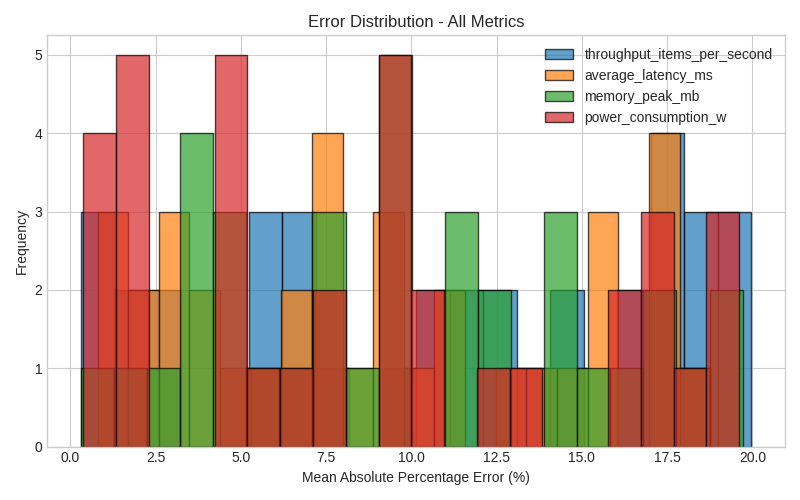 Error Distribution - All Metrics
throughput_items_per_second
average_latency_ms
memory_peak_mb
power_consumption_w
Frequency
5
4
3
2
1
0
0.0 2.5 5.0 7.5 10.0 12.5 15.0 17.5 20.0
Mean Absolute Percentage Error (%)